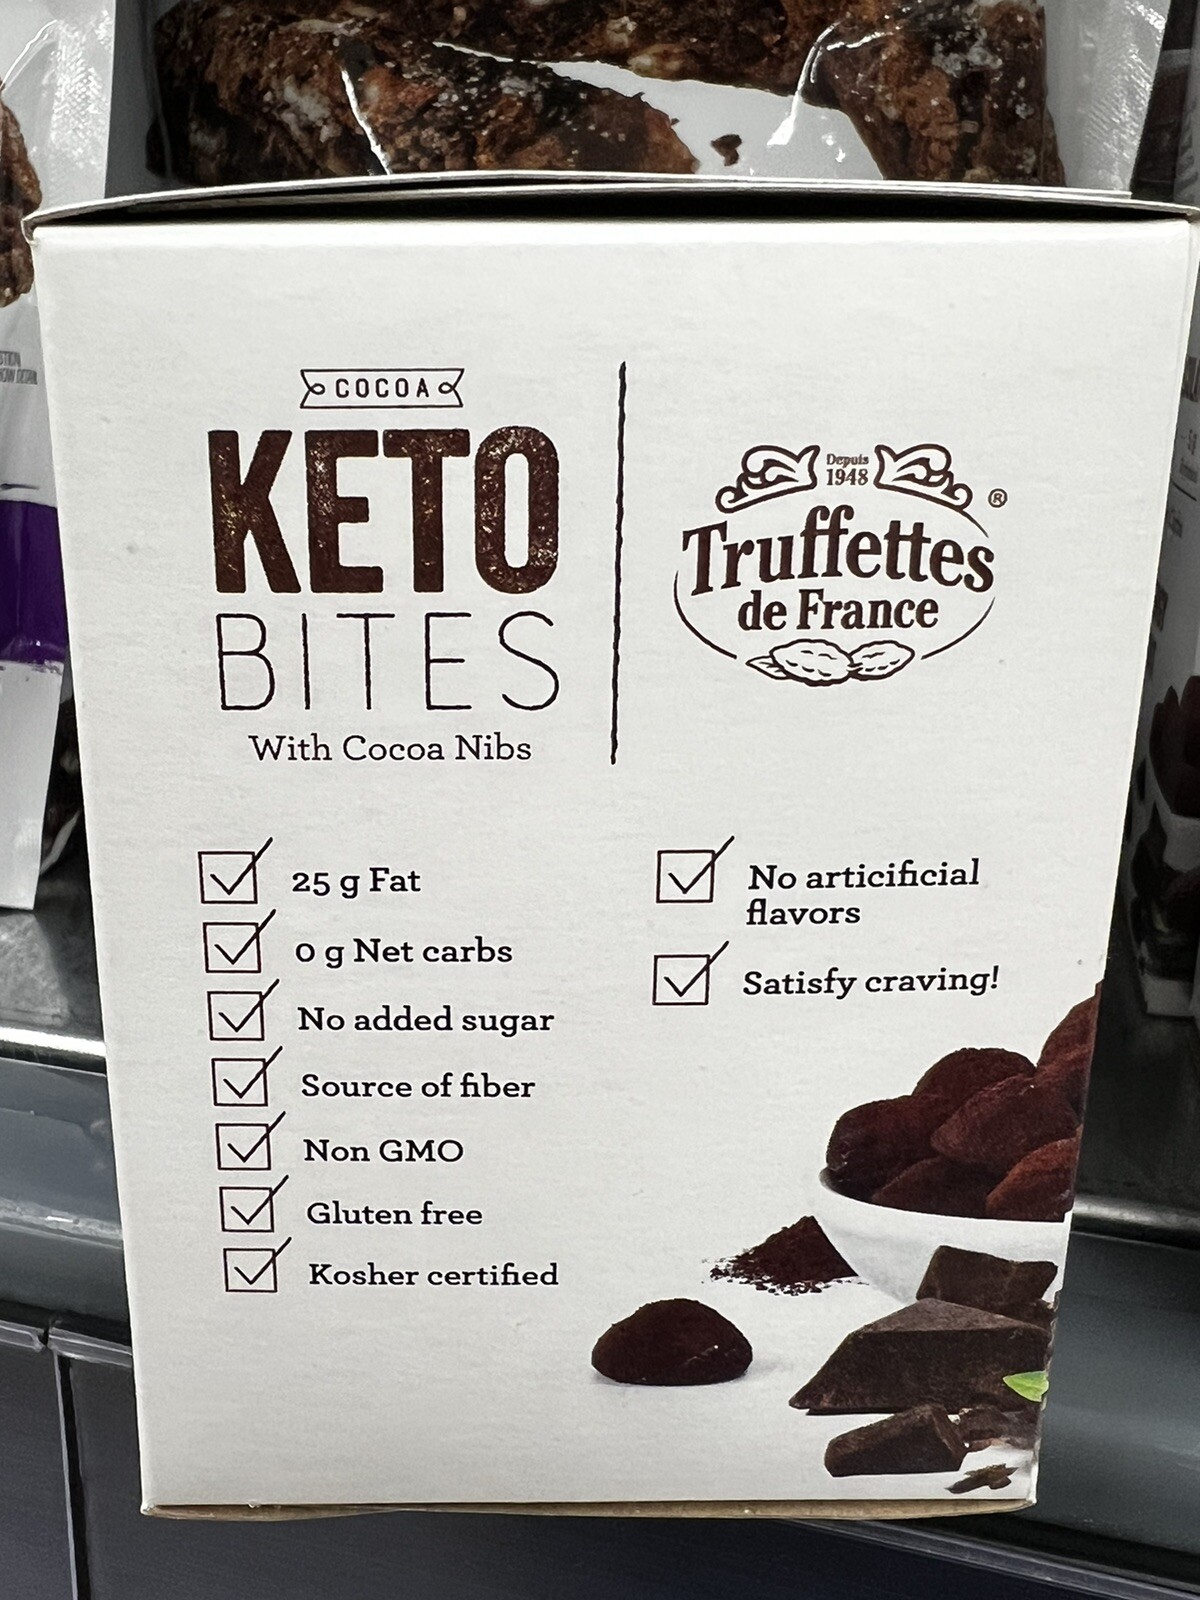 COCOA
KETO
BITES
With Cocoa Nibs
Depuis
1948
®
Truffettes
de France
25 g Fat
0 g Net carbs
No added sugar
Source of fiber
Non GMO
Gluten free
Kosher certified
No articificial
flavors
Satisfy craving!